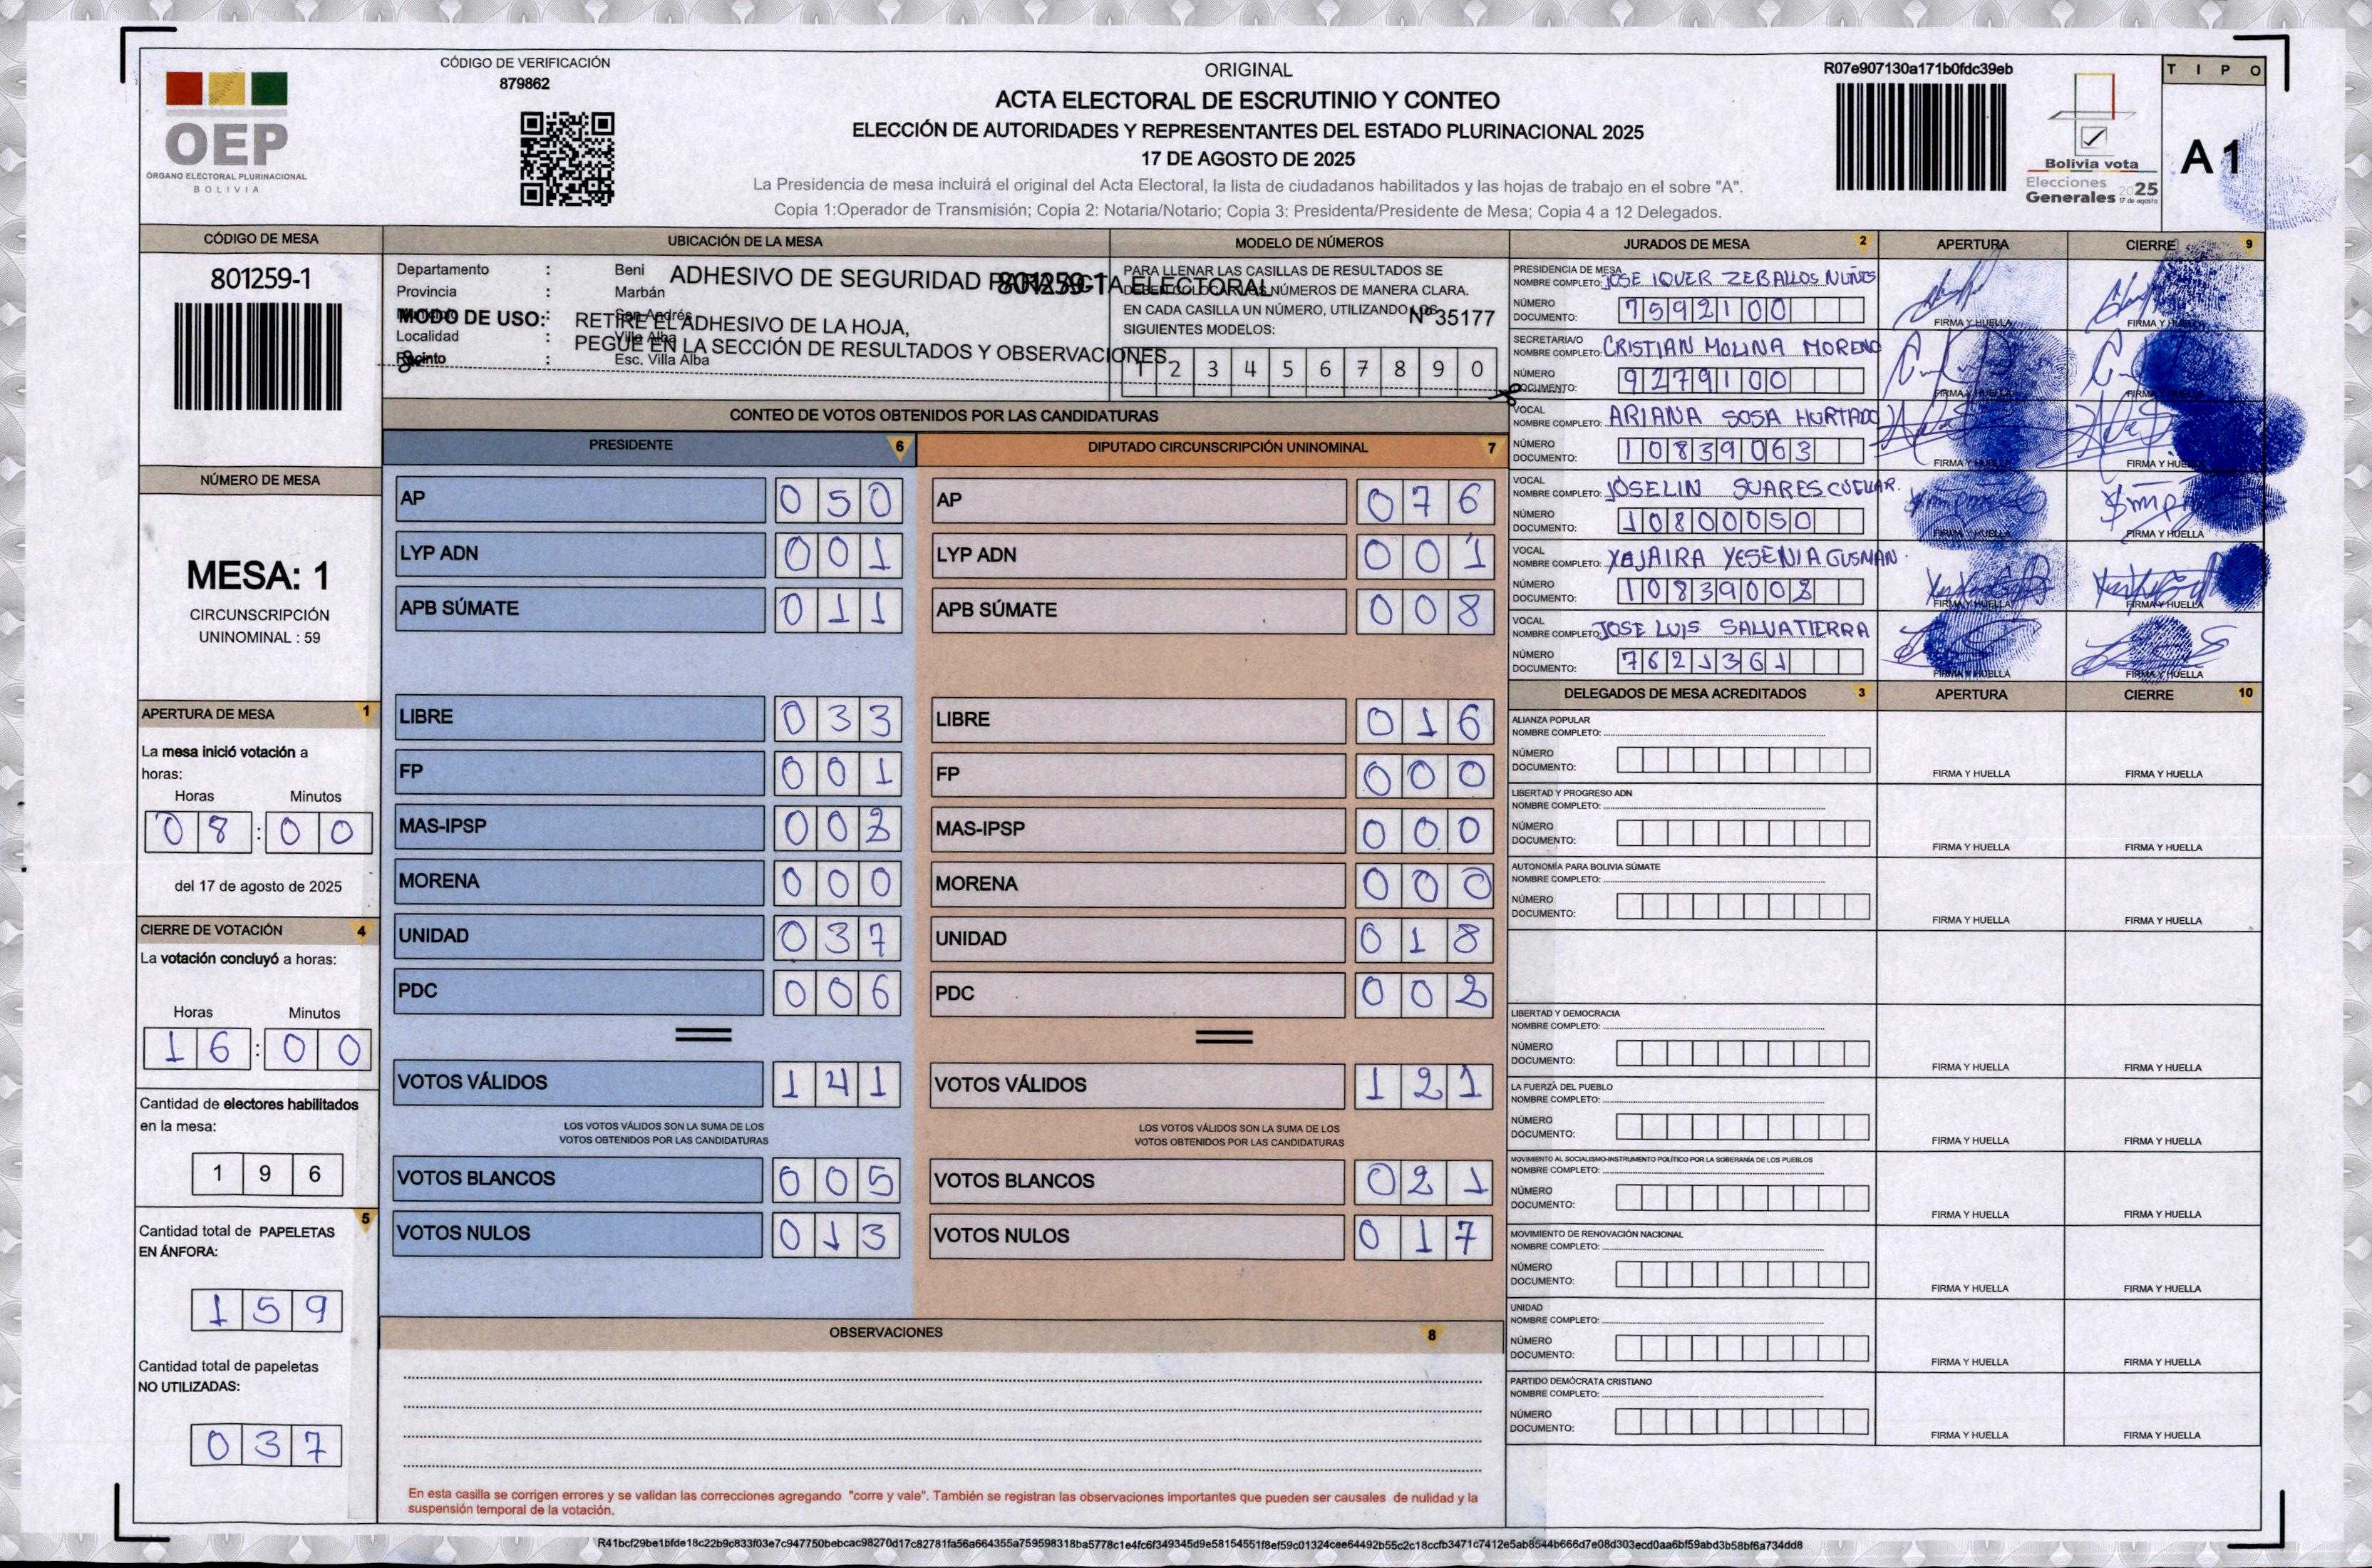 CÓDIGO DE VERIFICACIÓN
879862
OEP
ÓRGANO ELECTORAL PLURINACIONAL
BOLIVIA
ORIGINAL
ACTA ELECTORAL DE ESCRUTINIO Y CONTEO
ELECCIÓN DE AUTORIDADES Y REPRESENTANTES DEL ESTADO PLURINACIONAL 2025
17 DE AGOSTO DE 2025
La Presidencia de mesa incluirá el original del Acta Electoral, la lista de ciudadanos habilitados y las hojas de trabajo en el sobre "A".
Copia 1:Operador de Transmisión; Copia 2: Notaria/Notario; Copia 3: Presidenta/Presidente de Mesa; Copia 4 a 12 Delegados.
R07e907130a171b0fdc39eb
Bolivia vota
Elecciones
Generales 2025
17 de agosto
TIPO
A1
CÓDIGO DE MESA
801259-1
NÚMERO DE MESA
MESA: 1
CIRCUNSCRIPCIÓN
UNINOMINAL : 59
APERTURA DE MESA 1
La mesa inició votación a
horas:
Horas Minutos
08:00
del 17 de agosto de 2025
CIERRE DE VOTACIÓN 4
La votación concluyó a horas:
Horas Minutos
16:00
Cantidad de electores habilitados
en la mesa:
196
5
Cantidad total de PAPELETAS
EN ÁNFORA:
159
Cantidad total de papeletas
NO UTILIZADAS:
037
UBICACIÓN DE LA MESA
Departamento : Beni
Provincia : Marbán
Municipio : San Andrés
Localidad : Villa Alba
Recinto : Esc. Villa Alba
ADHESIVO DE SEGURIDAD PARA ACTA ELECTORAL
801259-1
MODO DE USO: RETIRE EL ADHESIVO DE LA HOJA,
PEGUE EN LA SECCIÓN DE RESULTADOS Y OBSERVACIONES.
Nº 35177
MODELO DE NÚMEROS
PARA LLENAR LAS CASILLAS DE RESULTADOS SE
DEBEN COLOCAR LOS NÚMEROS DE MANERA CLARA.
EN CADA CASILLA UN NÚMERO, UTILIZANDO LOS
SIGUIENTES MODELOS:
1 2 3 4 5 6 7 8 9 0
CONTEO DE VOTOS OBTENIDOS POR LAS CANDIDATURAS
PRESIDENTE 6
AP 050
LYP ADN 001
APB SÚMATE 011
LIBRE 033
FP 001
MAS-IPSP 002
MORENA 000
UNIDAD 037
PDC 006
VOTOS VÁLIDOS 141
LOS VOTOS VÁLIDOS SON LA SUMA DE LOS
VOTOS OBTENIDOS POR LAS CANDIDATURAS
VOTOS BLANCOS 005
VOTOS NULOS 013
DIPUTADO CIRCUNSCRIPCIÓN UNINOMINAL 7
AP 076
LYP ADN 001
APB SÚMATE 008
LIBRE 016
FP 000
MAS-IPSP 000
MORENA 000
UNIDAD 018
PDC 002
VOTOS VÁLIDOS 121
LOS VOTOS VÁLIDOS SON LA SUMA DE LOS
VOTOS OBTENIDOS POR LAS CANDIDATURAS
VOTOS BLANCOS 021
VOTOS NULOS 017
OBSERVACIONES 8
En esta casilla se corrigen errores y se validan las correcciones agregando "corre y vale". También se registran las observaciones importantes que pueden ser causales de nulidad y la
suspensión temporal de la votación.
JURADOS DE MESA 2 APERTURA CIERRE 9
PRESIDENCIA DE MESA
NOMBRE COMPLETO: JOSE IQUER ZEBALLOS NUÑES
NÚMERO
DOCUMENTO: 7592100
FIRMA Y HUELLA FIRMA Y HUELLA
SECRETARIA/O
NOMBRE COMPLETO: CRISTIAN MOLINA MORENO
NÚMERO
DOCUMENTO: 9279100
FIRMA Y HUELLA FIRMA Y HUELLA
VOCAL
NOMBRE COMPLETO: ARIANA SOSA HURTADO
NÚMERO
DOCUMENTO: 10839063
FIRMA Y HUELLA FIRMA Y HUELLA
VOCAL
NOMBRE COMPLETO: JOSELIN SUARES CUELLAR.
NÚMERO
DOCUMENTO: 10800050
FIRMA Y HUELLA FIRMA Y HUELLA
VOCAL
NOMBRE COMPLETO: YAJAIRA YESENIA GUSMAN.
NÚMERO
DOCUMENTO: 10839002
FIRMA Y HUELLA FIRMA Y HUELLA
VOCAL
NOMBRE COMPLETO: JOSE LUIS SALVATIERRA
NÚMERO
DOCUMENTO: 7621361
FIRMA Y HUELLA FIRMA Y HUELLA
DELEGADOS DE MESA ACREDITADOS 3 APERTURA CIERRE 10
ALIANZA POPULAR
NOMBRE COMPLETO:
NÚMERO
DOCUMENTO:
FIRMA Y HUELLA FIRMA Y HUELLA
LIBERTAD Y PROGRESO ADN
NOMBRE COMPLETO:
NÚMERO
DOCUMENTO:
FIRMA Y HUELLA FIRMA Y HUELLA
AUTONOMÍA PARA BOLIVIA SÚMATE
NOMBRE COMPLETO:
NÚMERO
DOCUMENTO:
FIRMA Y HUELLA FIRMA Y HUELLA
LIBERTAD Y DEMOCRACIA
NOMBRE COMPLETO:
NÚMERO
DOCUMENTO:
FIRMA Y HUELLA FIRMA Y HUELLA
LA FUERZA DEL PUEBLO
NOMBRE COMPLETO:
NÚMERO
DOCUMENTO:
FIRMA Y HUELLA FIRMA Y HUELLA
MOVIMIENTO AL SOCIALISMO-INSTRUMENTO POLÍTICO POR LA SOBERANÍA DE LOS PUEBLOS
NOMBRE COMPLETO:
NÚMERO
DOCUMENTO:
FIRMA Y HUELLA FIRMA Y HUELLA
MOVIMIENTO DE RENOVACIÓN NACIONAL
NOMBRE COMPLETO:
NÚMERO
DOCUMENTO:
FIRMA Y HUELLA FIRMA Y HUELLA
UNIDAD
NOMBRE COMPLETO:
NÚMERO
DOCUMENTO:
FIRMA Y HUELLA FIRMA Y HUELLA
PARTIDO DEMÓCRATA CRISTIANO
NOMBRE COMPLETO:
NÚMERO
DOCUMENTO:
FIRMA Y HUELLA FIRMA Y HUELLA